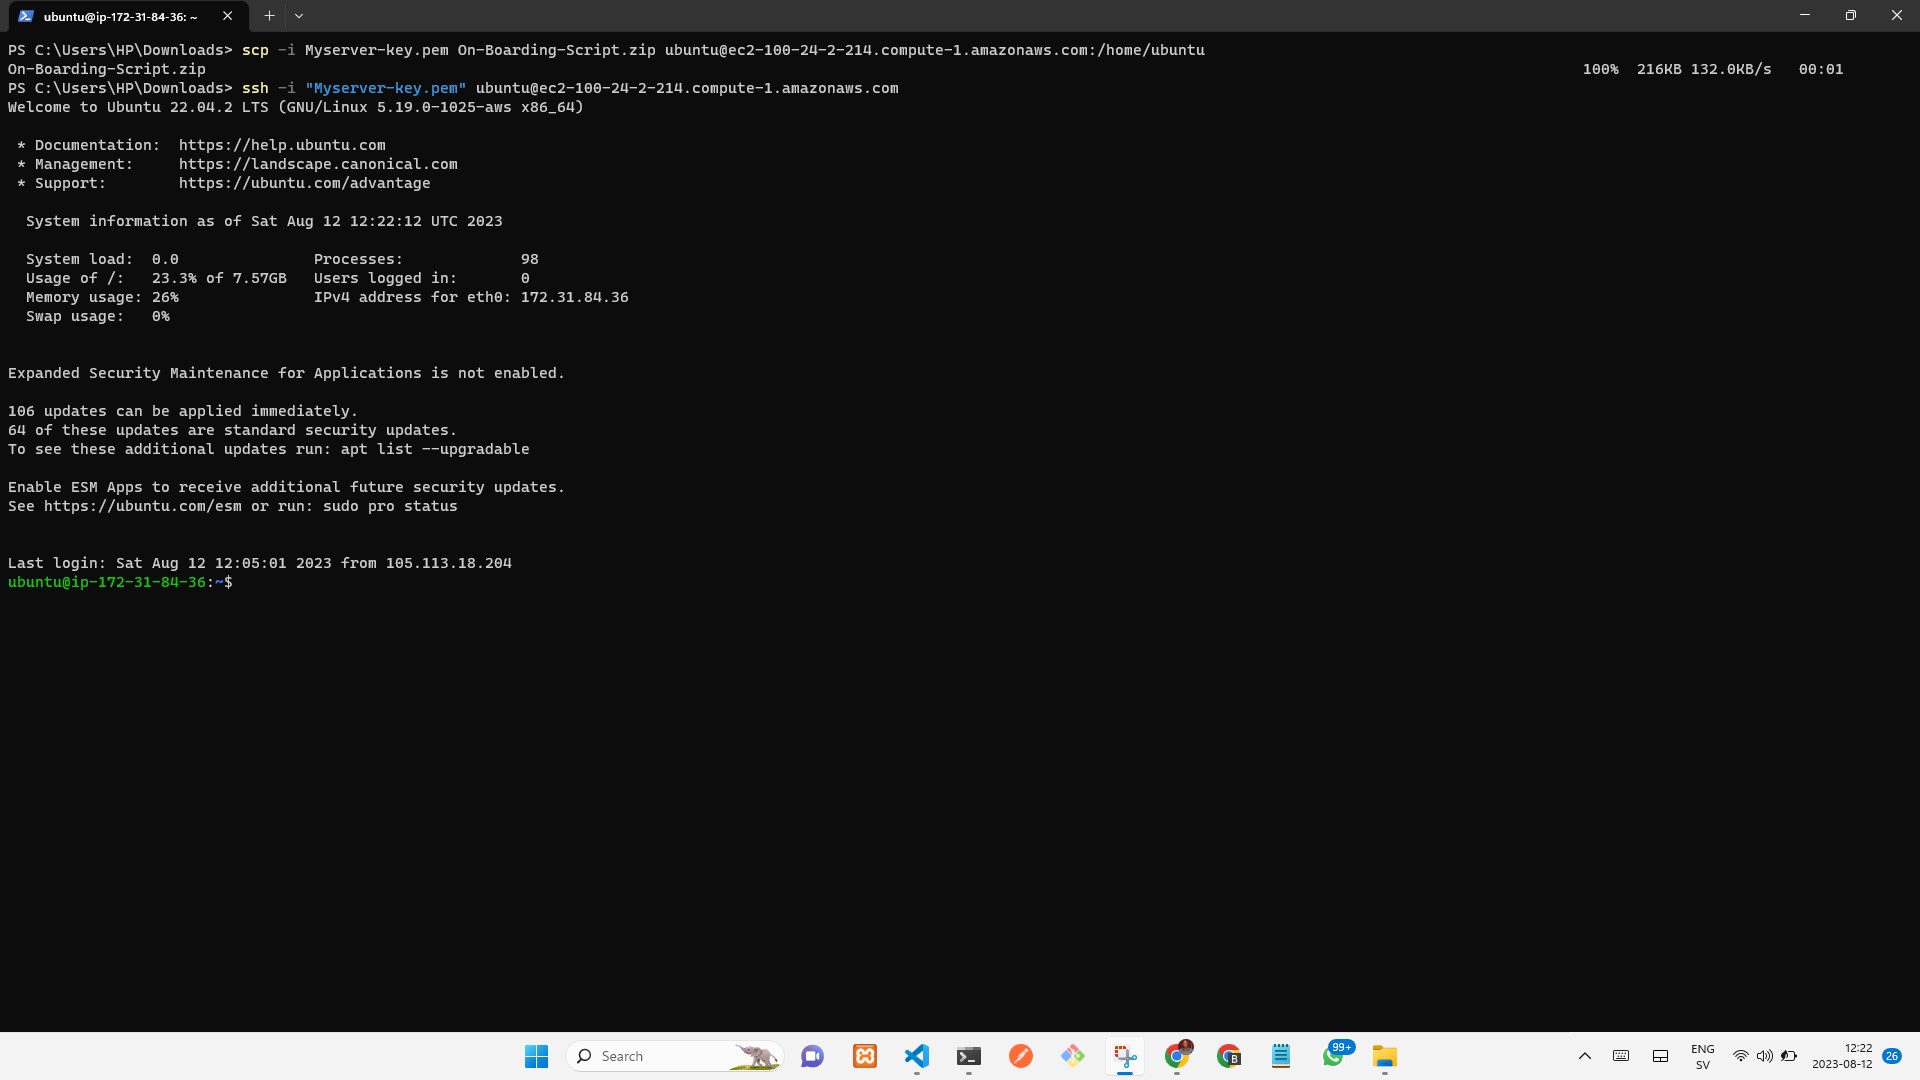 ubuntu@ip-172-31-84-36: ~
PS C:\Users\HP\Downloads> scp -i Myserver-key.pem On-Boarding-Script.zip ubuntu@ec2-100-24-2-214.compute-1.amazonaws.com:/home/ubuntu
On-Boarding-Script.zip 100% 216KB 132.0KB/s 00:01
PS C:\Users\HP\Downloads> ssh -i "Myserver-key.pem" ubuntu@ec2-100-24-2-214.compute-1.amazonaws.com
Welcome to Ubuntu 22.04.2 LTS (GNU/Linux 5.19.0-1025-aws x86_64)
* Documentation: https://help.ubuntu.com
* Management: https://landscape.canonical.com
* Support: https://ubuntu.com/advantage
System information as of Sat Aug 12 12:22:12 UTC 2023
System load: 0.0 Processes: 98
Usage of /: 23.3% of 7.57GB Users logged in: 0
Memory usage: 26% IPv4 address for eth0: 172.31.84.36
Swap usage: 0%
Expanded Security Maintenance for Applications is not enabled.
106 updates can be applied immediately.
64 of these updates are standard security updates.
To see these additional updates run: apt list --upgradable
Enable ESM Apps to receive additional future security updates.
See https://ubuntu.com/esm or run: sudo pro status
Last login: Sat Aug 12 12:05:01 2023 from 105.113.18.204
ubuntu@ip-172-31-84-36:~$
Search
B
99+
ENG
SV
12:22
2023-08-12
26